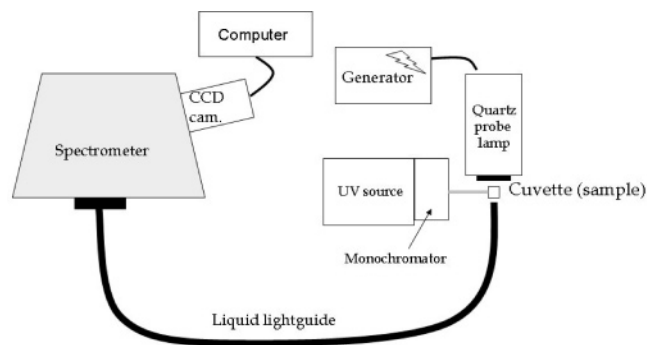 Computer
Generator
CCD
cam.
Quartz
probe
lamp
Spectrometer
UV source
Cuvette (sample)
Monochromator
Liquid lightguide